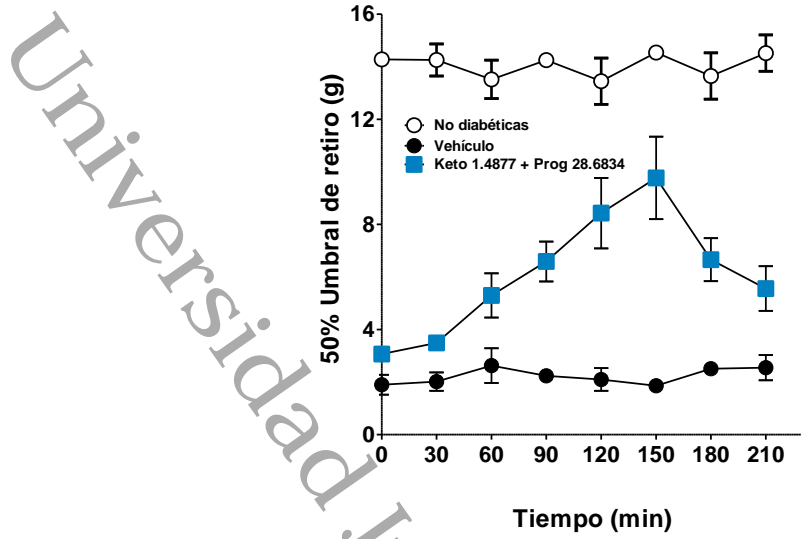 16
12
8
4
0
50% Umbral de retiro (g)
No diabéticas
Vehículo
Keto 1.4877 + Prog 28.6834
0 30 60 90 120 150 180 210
Tiempo (min)
Universidad